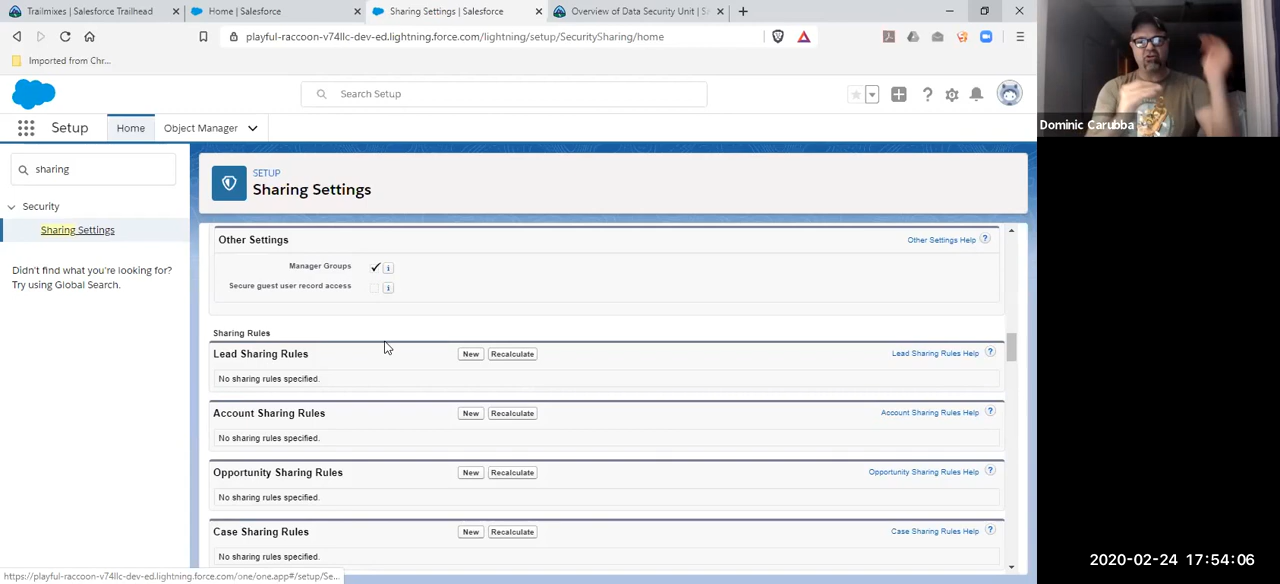 Trailmixes | Salesforce Trailhead
Home | Salesforce
Sharing Settings | Salesforce
Overview of Data Security Unit | S
playful-raccoon-v74llc-dev-ed.lightning.force.com/lightning/setup/SecuritySharing/home
Imported from Chr...
Search Setup
Setup
Home
Object Manager
sharing
Security
Sharing Settings
Didn't find what you're looking for?
Try using Global Search.
SETUP
Sharing Settings
Other Settings
Other Settings Help ?
Manager Groups
Secure guest user record access
Sharing Rules
Lead Sharing Rules
New
Recalculate
Lead Sharing Rules Help ?
No sharing rules specified.
Account Sharing Rules
New
Recalculate
Account Sharing Rules Help ?
No sharing rules specified.
Opportunity Sharing Rules
New
Recalculate
Opportunity Sharing Rules Help ?
No sharing rules specified.
Case Sharing Rules
New
Recalculate
Case Sharing Rules Help ?
No sharing rules specified.
https://playful-raccoon-v74llc-dev-ed.lightning.force.com/one/one.app#/setup/Se...
Dominic Carubba
2020-02-24 17:54:06